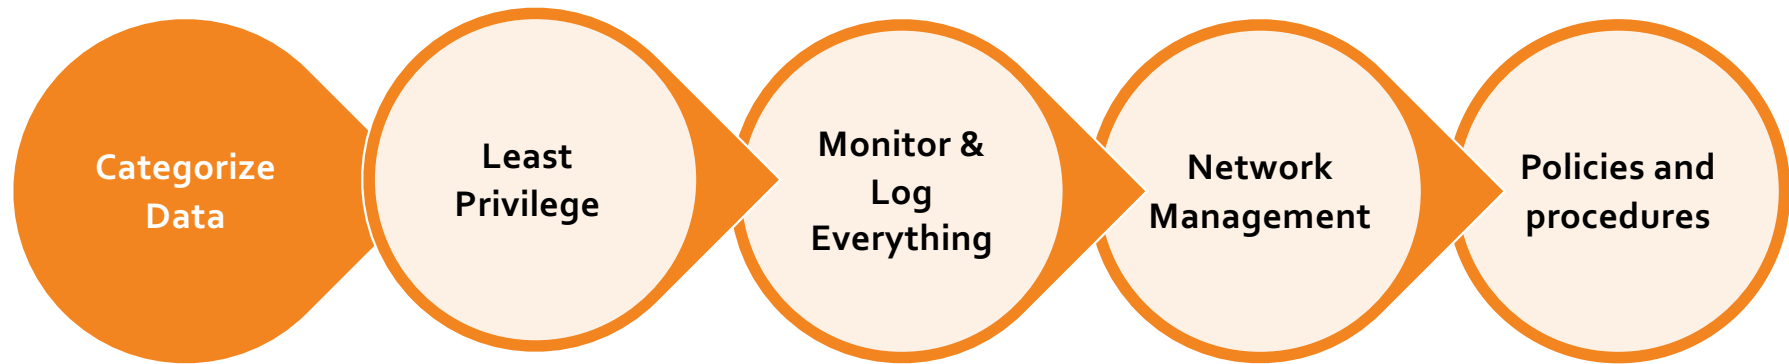 Categorize
Data
Least
Privilege
Monitor &
Log
Everything
Network
Management
Policies and
procedures